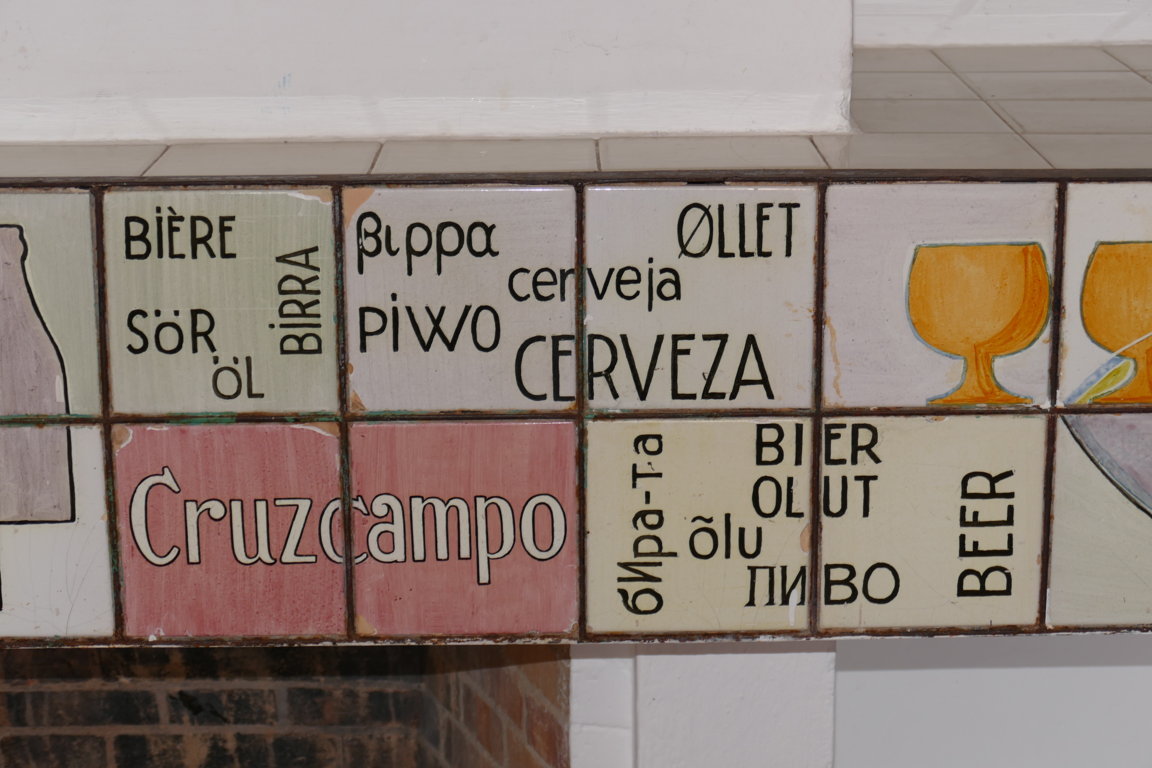 BIÈRE
BIRRA
SÖR
ÖL
βιρρα
ØLLET
cerveja
PIWO
CERVEZA
Cruzcampo
бИра-та
BIER
OLUT
õlu
ПИВО
BEER